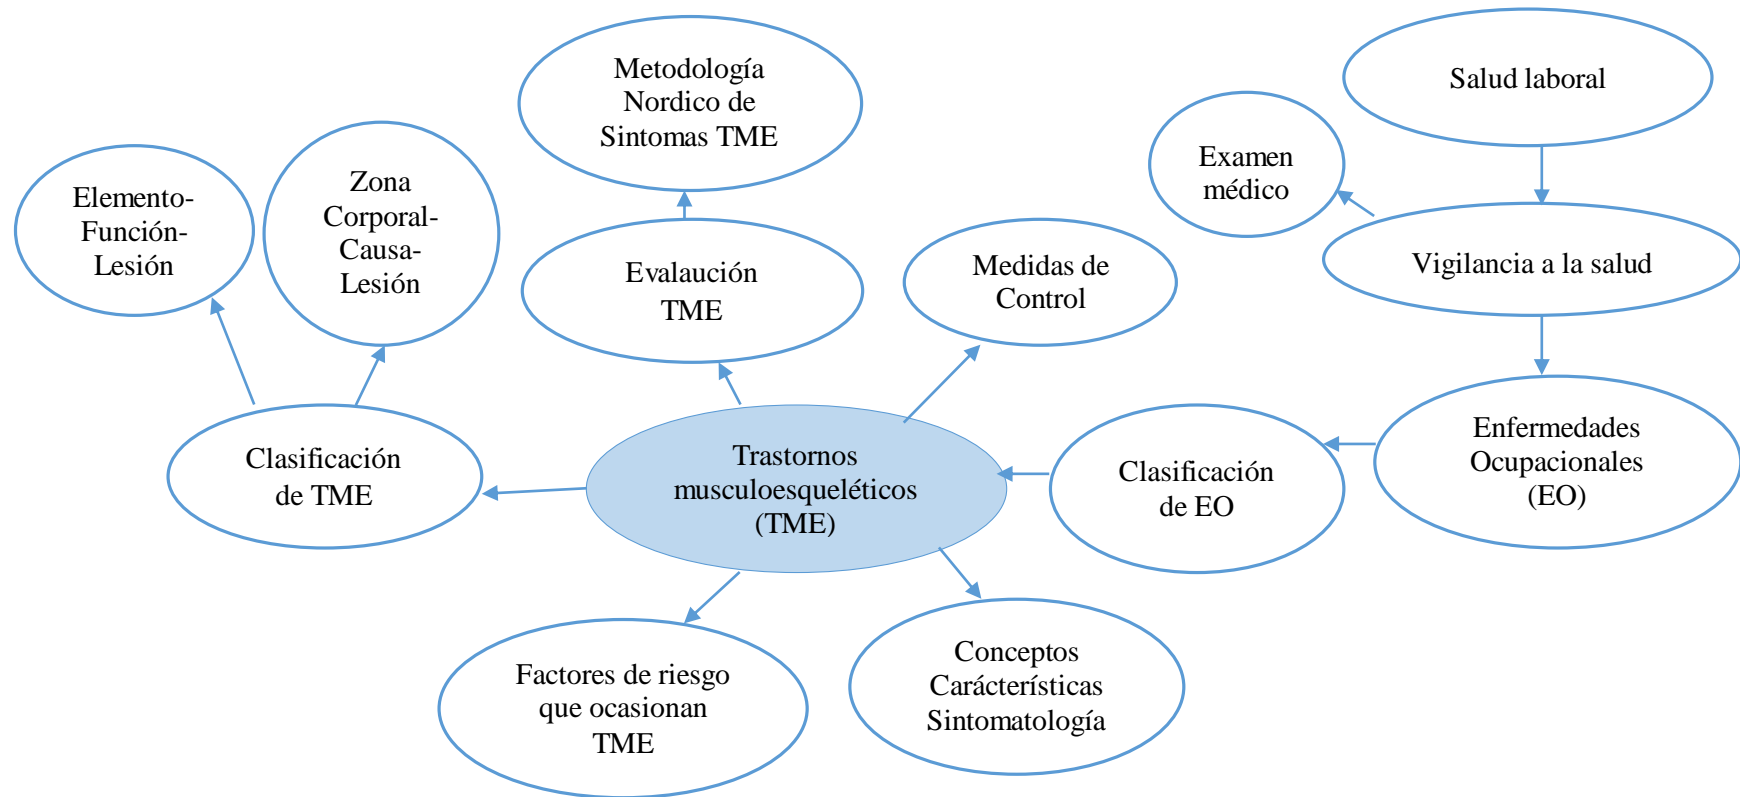 Metodología
Nordico de
Sintomas TME
Salud laboral
Examen
médico
Elemento-
Función-
Lesión
Zona
Corporal-
Causa-
Lesión
Evalaución
TME
Medidas de
Control
Vigilancia a la salud
Clasificación
de TME
Trastornos
musculoesqueléticos
(TME)
Clasificación
de EO
Enfermedades
Ocupacionales
(EO)
Factores de riesgo
que ocasionan
TME
Conceptos
Carácterísticas
Sintomatología